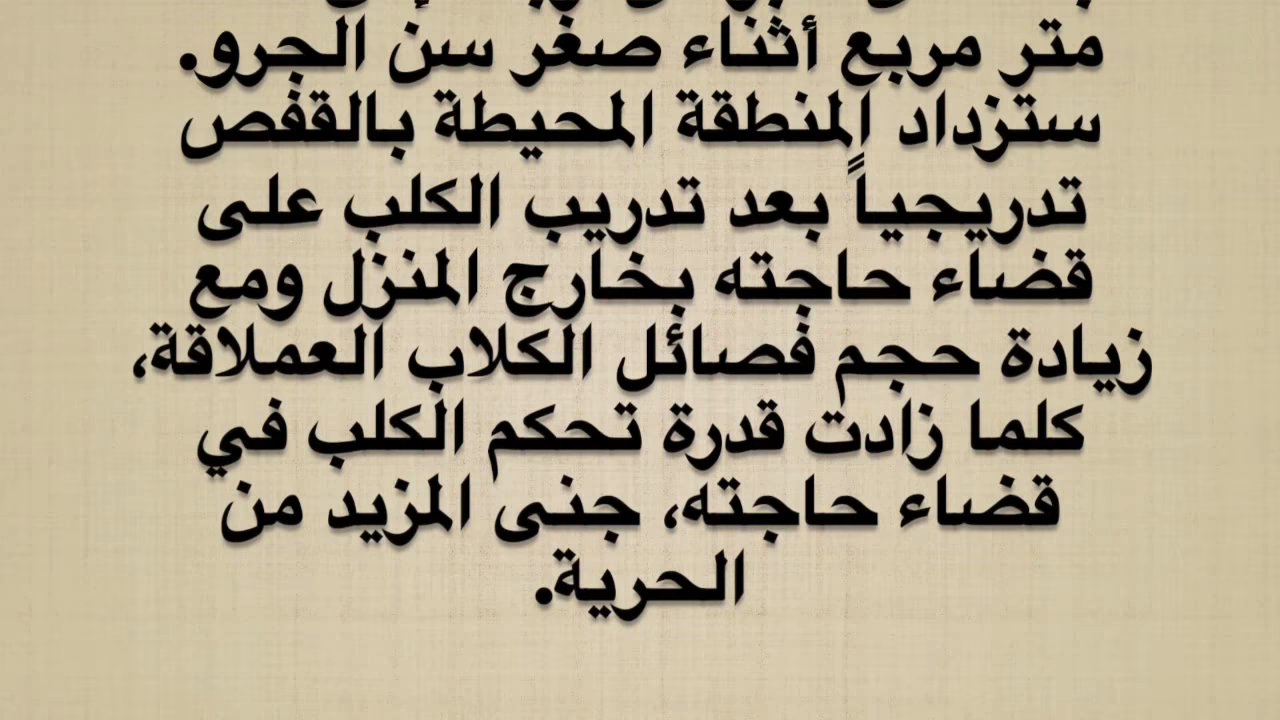 متر مربع أثناء صغر سن الجرو.
ستزداد المنطقة المحيطة بالقفص
تدريجياً بعد تدريب الكلب على
قضاء حاجته بخارج المنزل ومع
زيادة حجم فصائل الكلاب العملاقة،
كلما زادت قدرة تحكم الكلب في
قضاء حاجته، جنى المزيد من
الحرية.